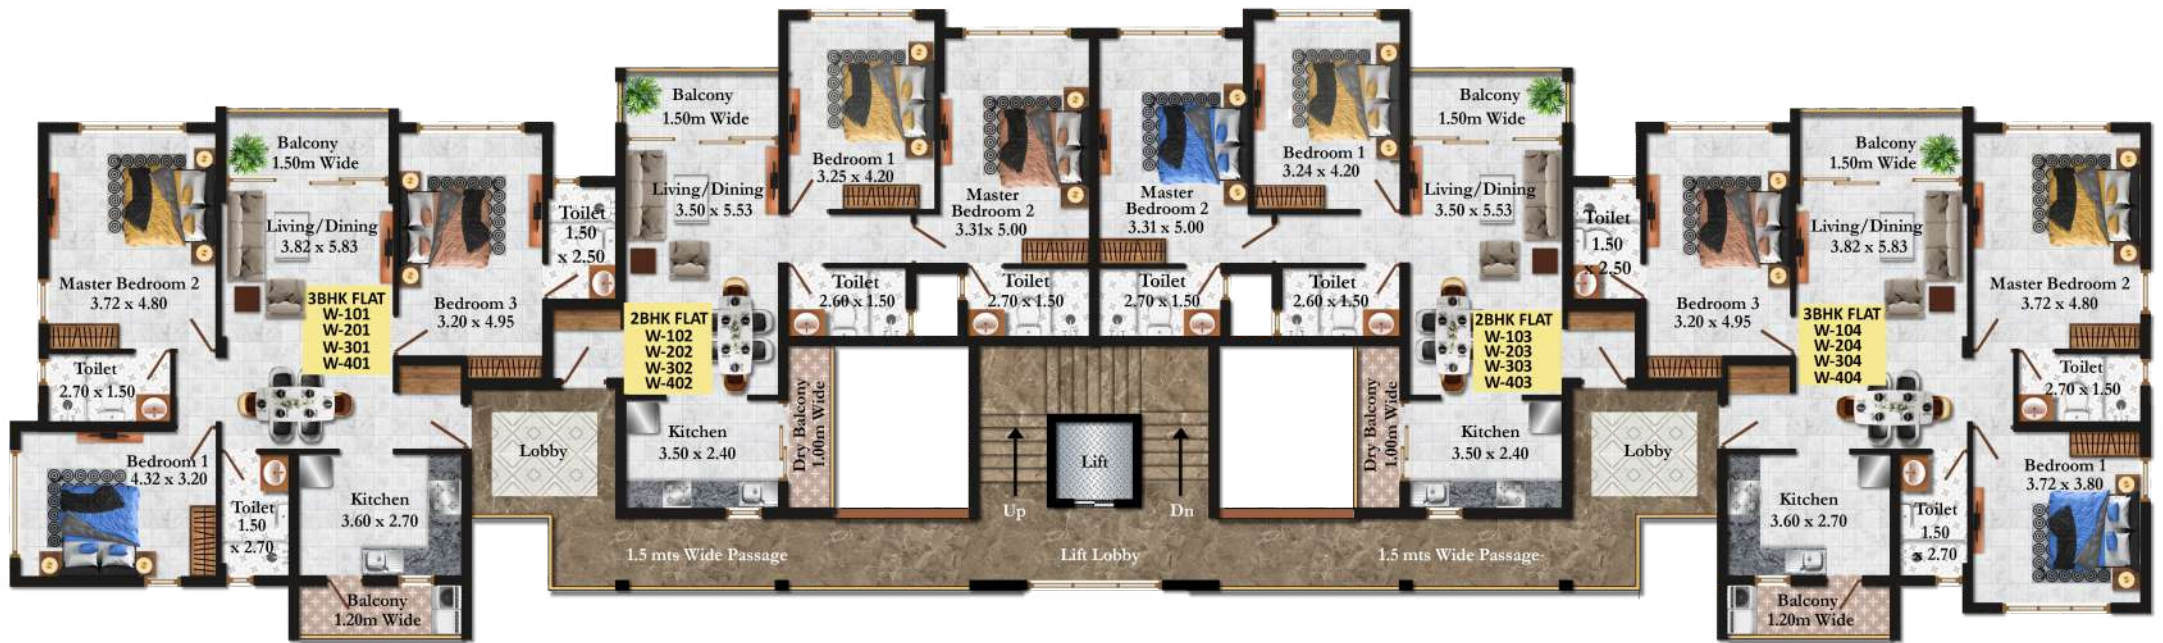 Balcony
1.50m Wide
Living/Dining
3.82 x 5.83
Master Bedroom 2
3.72 x 4.80
3BHK FLAT
W-101
W-201
W-301
W-401
Bedroom 3
3.20 x 4.95
Toilet
1.50
x 2.50
Toilet
2.70 x 1.50
Bedroom 1
4.32 x 3.20
Toilet
1.50
x 2.70
Kitchen
3.60 x 2.70
Balcony
1.20m Wide
Lobby
Balcony
1.50m Wide
Living/Dining
3.50 x 5.53
Bedroom 1
3.25 x 4.20
Master
Bedroom 2
3.31x 5.00
Toilet
2.60 x 1.50
Toilet
2.70 x 1.50
2BHK FLAT
W-102
W-202
W-302
W-402
Kitchen
3.50 x 2.40
Dry Balcony
1.00m Wide
1.5 mts Wide Passage
Up
Lift
Dn
Lift Lobby
Master
Bedroom 2
3.31 x 5.00
Bedroom 1
3.24 x 4.20
Balcony
1.50m Wide
Living/Dining
3.50 x 5.53
Toilet
2.70 x 1.50
Toilet
2.60 x 1.50
2BHK FLAT
W-103
W-203
W-303
W-403
Dry Balcony
1.00m Wide
Kitchen
3.50 x 2.40
1.5 mts Wide Passage
Lobby
Toilet
1.50
x 2.50
Bedroom 3
3.20 x 4.95
Balcony
1.50m Wide
Living/Dining
3.82 x 5.83
3BHK FLAT
W-104
W-204
W-304
W-404
Master Bedroom 2
3.72 x 4.80
Toilet
2.70 x 1.50
Bedroom 1
3.72 x 3.80
Kitchen
3.60 x 2.70
Toilet
1.50
x 2.70
Balcony
1.20m Wide